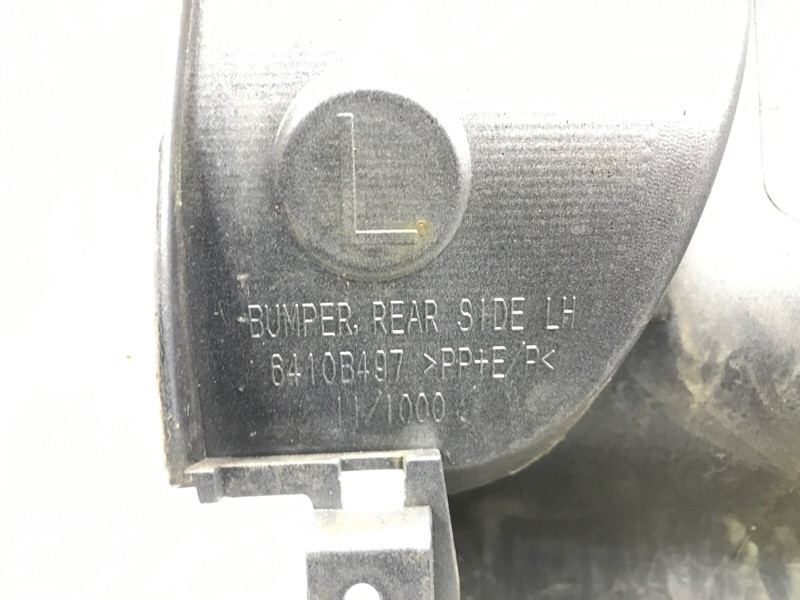 L
BUMPER, REAR SIDE LH
6410B497 >PP+E/P<
11/1000